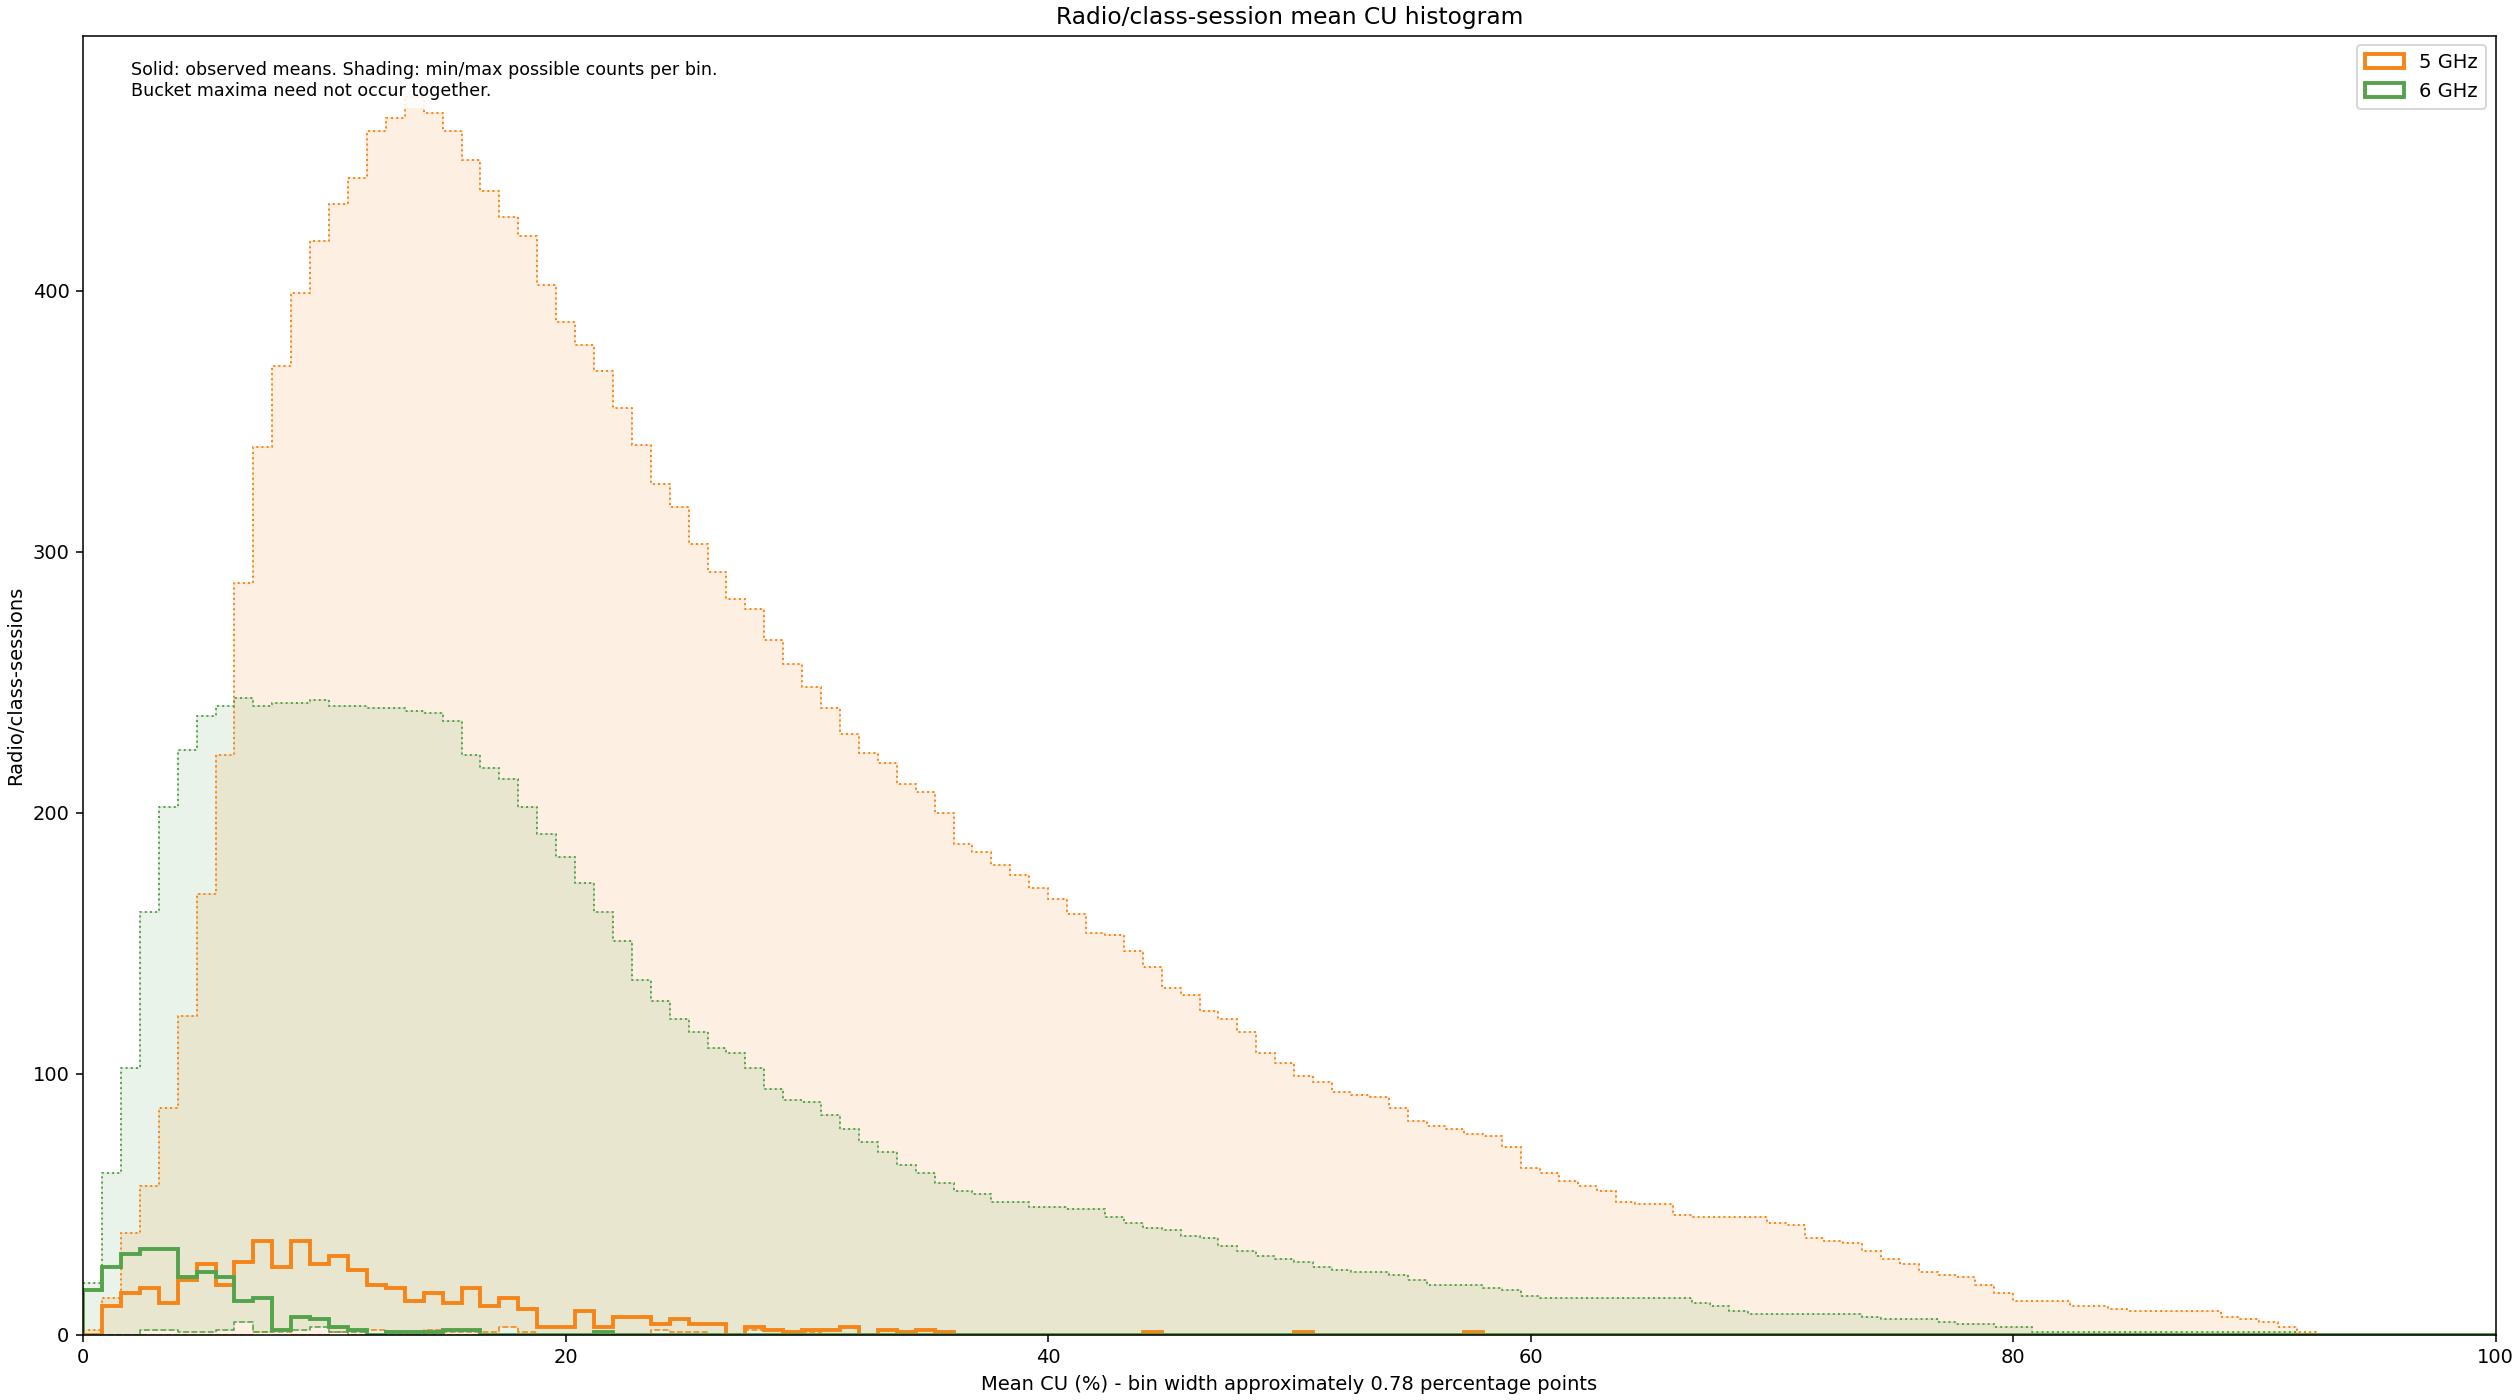 Radio/class-session mean CU histogram
Solid: observed means. Shading: min/max possible counts per bin.
Bucket maxima need not occur together.
5 GHz
6 GHz
400
300
200
100
0
Radio/class-sessions
0 20 40 60 80 100
Mean CU (%) - bin width approximately 0.78 percentage points